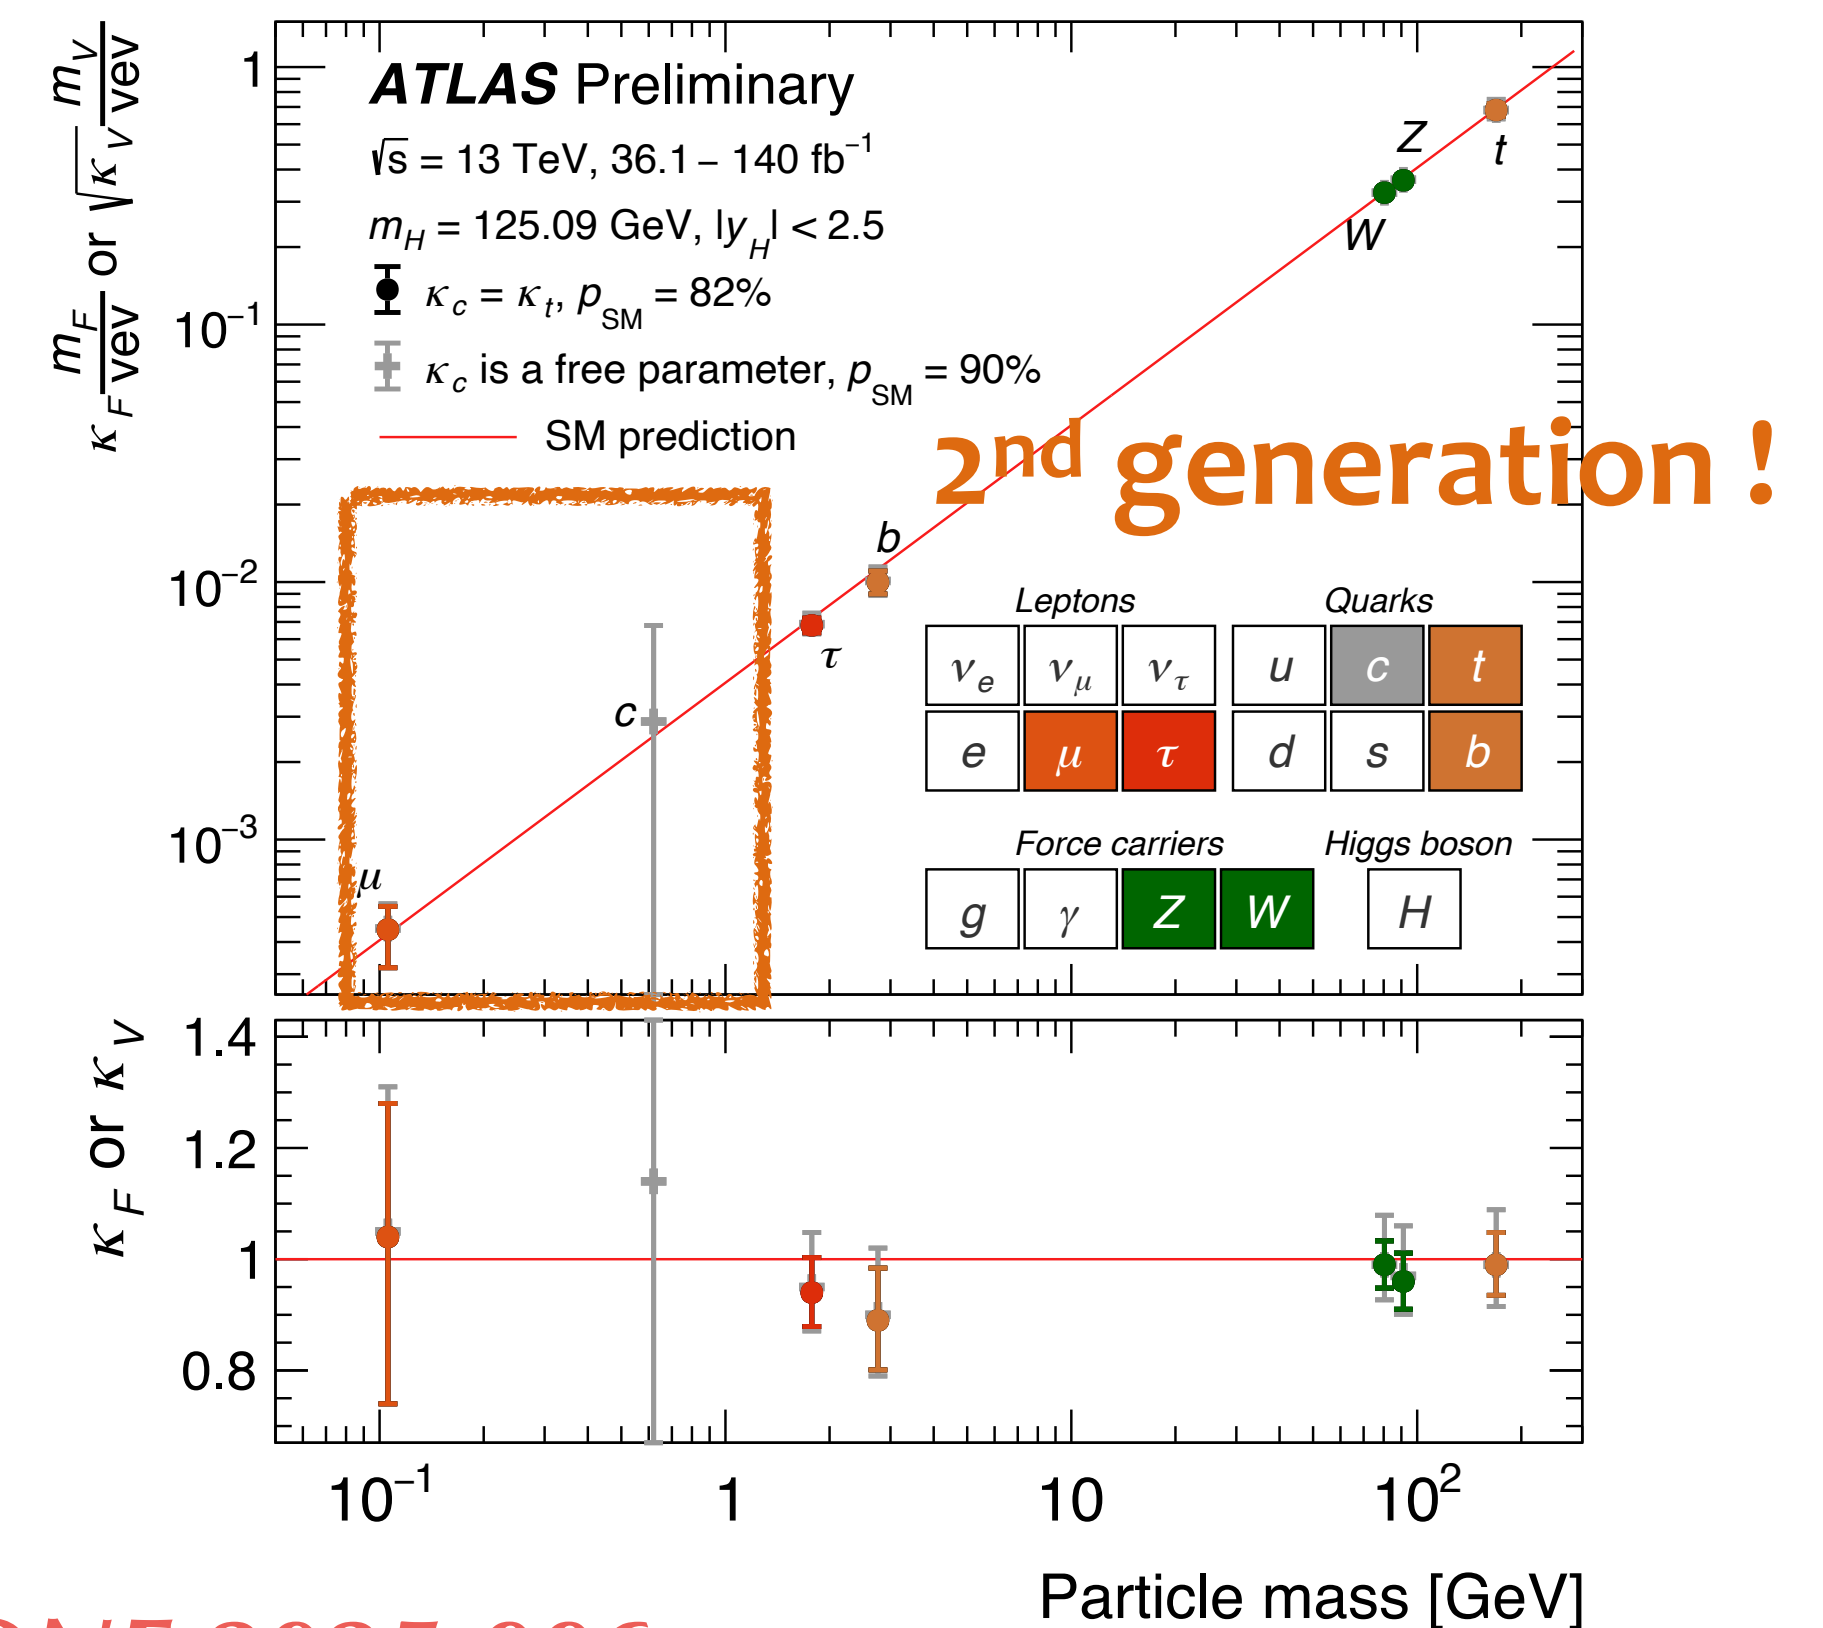 κ_F m_F/vev or √κ_V m_V/vev
1
10⁻¹
10⁻²
10⁻³
ATLAS Preliminary
√s = 13 TeV, 36.1 – 140 fb⁻¹
m_H = 125.09 GeV, |y_H| < 2.5
κ_c = κ_t, p_SM = 82%
κ_c is a free parameter, p_SM = 90%
SM prediction
2nd generation !
μ
c
τ
b
W
Z
t
Leptons Quarks
ν_e ν_μ ν_τ u c t
e μ τ d s b
Force carriers Higgs boson
g γ Z W H
κ_F or κ_V
1.4
1.2
1
0.8
10⁻¹ 1 10 10²
Particle mass [GeV]